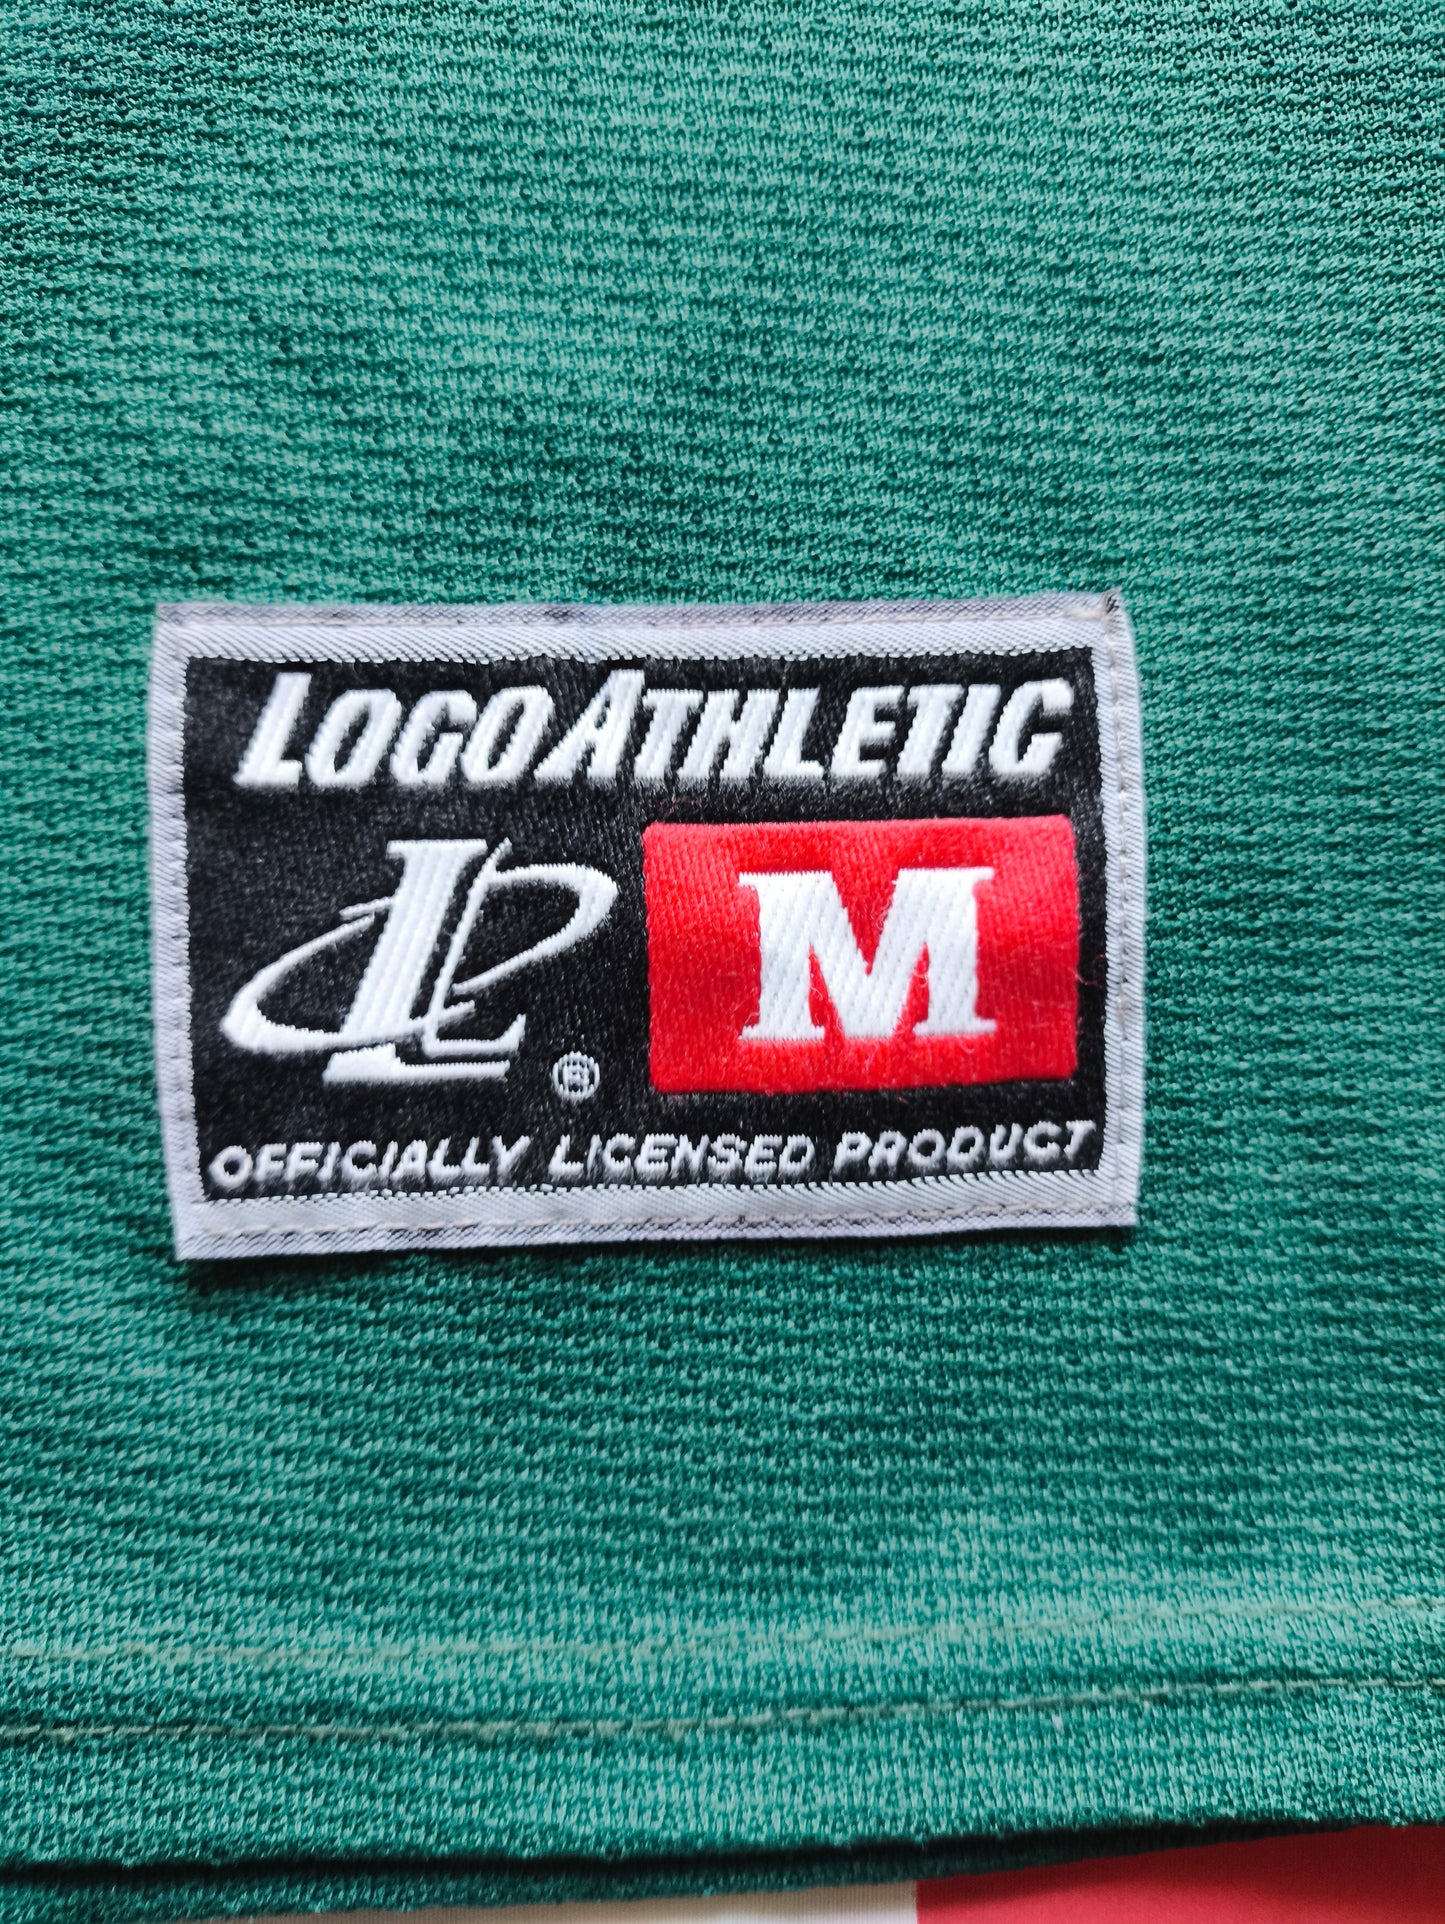 LOGO ATHLETIC
L M
®
OFFICIALLY LICENSED PRODUCT